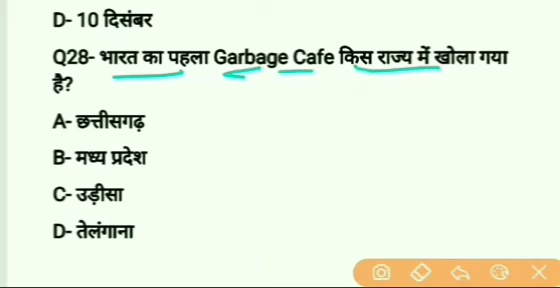 D- 10 दिसंबर
Q28- भारत का पहला Garbage Cafe किस राज्य में खोला गया
है?
A- छत्तीसगढ़
B- मध्य प्रदेश
C- उड़ीसा
D- तेलंगाना